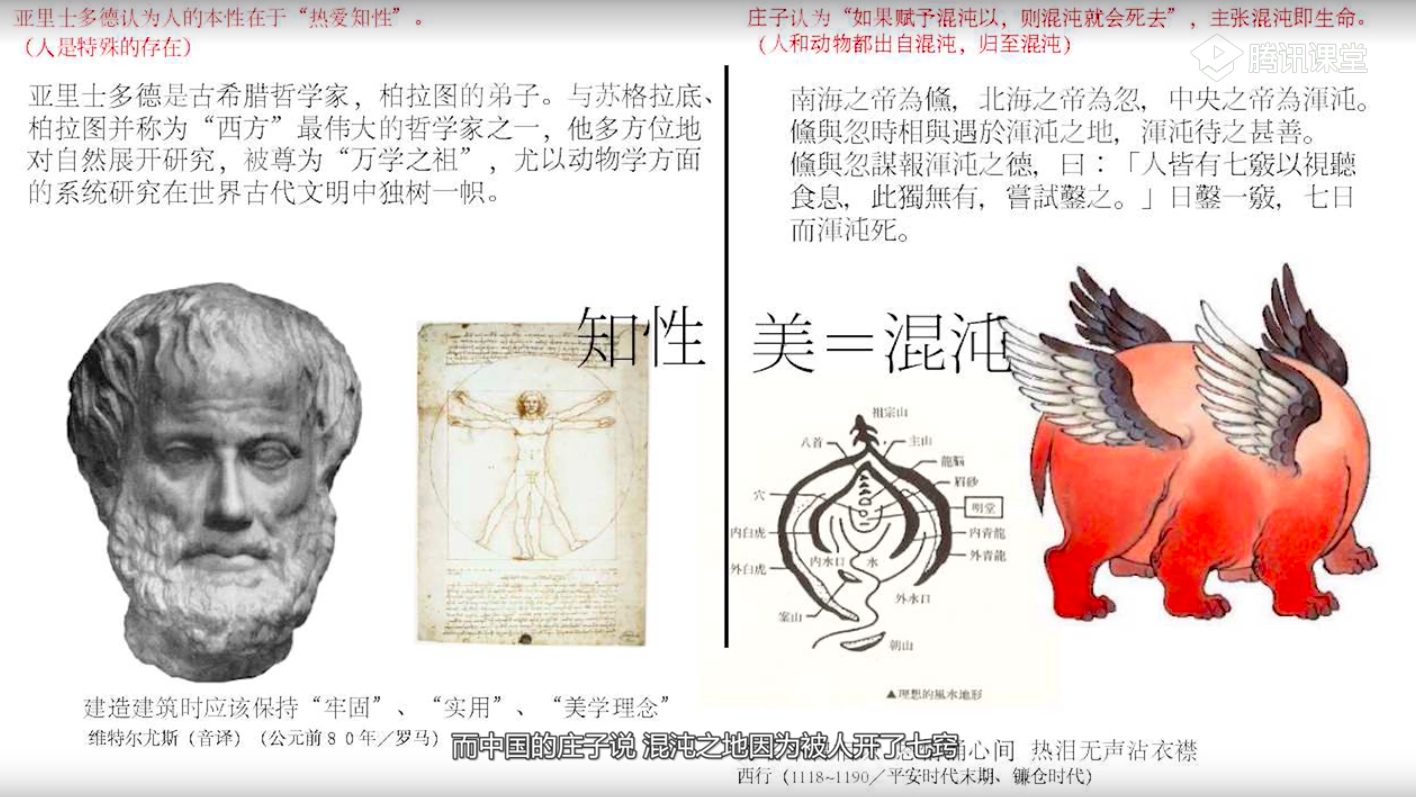 亚里士多德认为人的本性在于“热爱知性”。
（人是特殊的存在）
亚里士多德是古希腊哲学家，柏拉图的弟子。与苏格拉底、
柏拉图并称为“西方”最伟大的哲学家之一，他多方位地
对自然展开研究，被尊为“万学之祖”，尤以动物学方面
的系统研究在世界古代文明中独树一帜。
知性
建造建筑时应该保持“牢固”、“实用”、“美学理念”
维特尔尤斯（音译）（公元前８０年／罗马）
庄子认为“如果赋予混沌以，则混沌就会死去”，主张混沌即生命。
（人和动物都出自混沌，归至混沌）
腾讯课堂
南海之帝為儵，北海之帝為忽，中央之帝為渾沌。
儵與忽時相與遇於渾沌之地，渾沌待之甚善。
儵與忽謀報渾沌之德，曰：「人皆有七竅以視聽
食息，此獨無有，嘗試鑿之。」日鑿一竅，七日
而渾沌死。
美＝混沌
祖宗山
八首
主山
龍脳
眉砂
穴
明堂
内白虎
内青龍
外白虎
外青龍
内水口
水
外水口
案山
朝山
▲理想的風水地形
涌心间 热泪无声沾衣襟
西行（1118~1190／平安时代末期、镰仓时代）
而中国的庄子说 混沌之地因为被人开了七窍